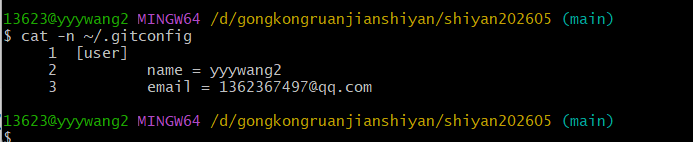 13623@yyywang2 MINGW64 /d/gongkongruanjianshiyan/shiyan202605 (main)
$ cat -n ~/.gitconfig
     1  [user]
     2          name = yyywang2
     3          email = 1362367497@qq.com

13623@yyywang2 MINGW64 /d/gongkongruanjianshiyan/shiyan202605 (main)
$